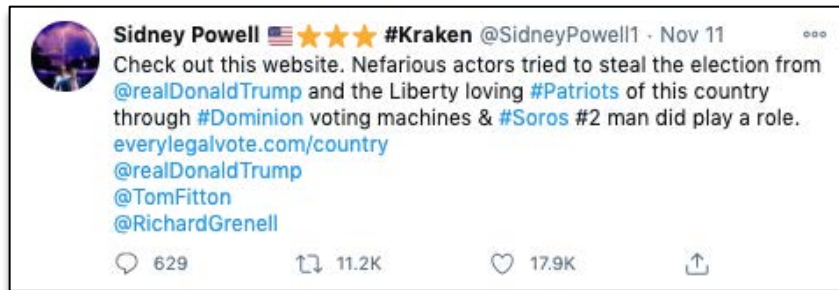 Sidney Powell 🇺🇸⭐⭐⭐ #Kraken @SidneyPowell1 · Nov 11
Check out this website. Nefarious actors tried to steal the election from
@realDonaldTrump and the Liberty loving #Patriots of this country
through #Dominion voting machines & #Soros #2 man did play a role.
everylegalvote.com/country
@realDonaldTrump
@TomFitton
@RichardGrenell
629 11.2K 17.9K